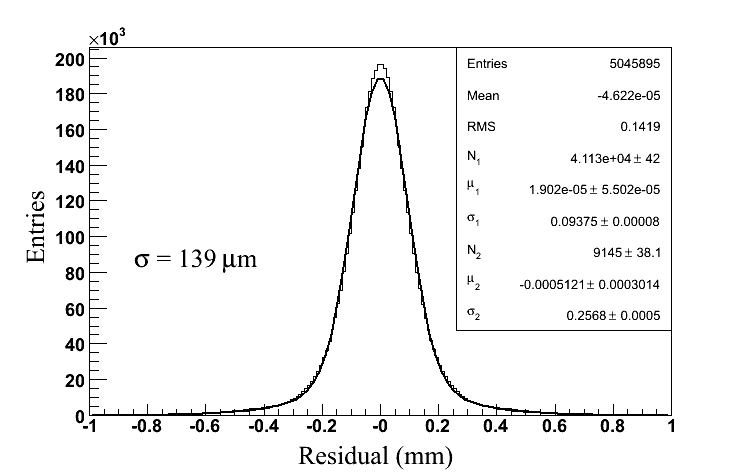 ×10³
200
180
160
140
120
100
80
60
40
20
0
Entries
σ = 139 μm
Entries 5045895
Mean -4.622e-05
RMS 0.1419
N₁ 4.113e+04 ± 42
μ₁ 1.902e-05 ± 5.502e-05
σ₁ 0.09375 ± 0.00008
N₂ 9145 ± 38.1
μ₂ -0.0005121 ± 0.0003014
σ₂ 0.2568 ± 0.0005
-1 -0.8 -0.6 -0.4 -0.2 -0 0.2 0.4 0.6 0.8 1
Residual (mm)